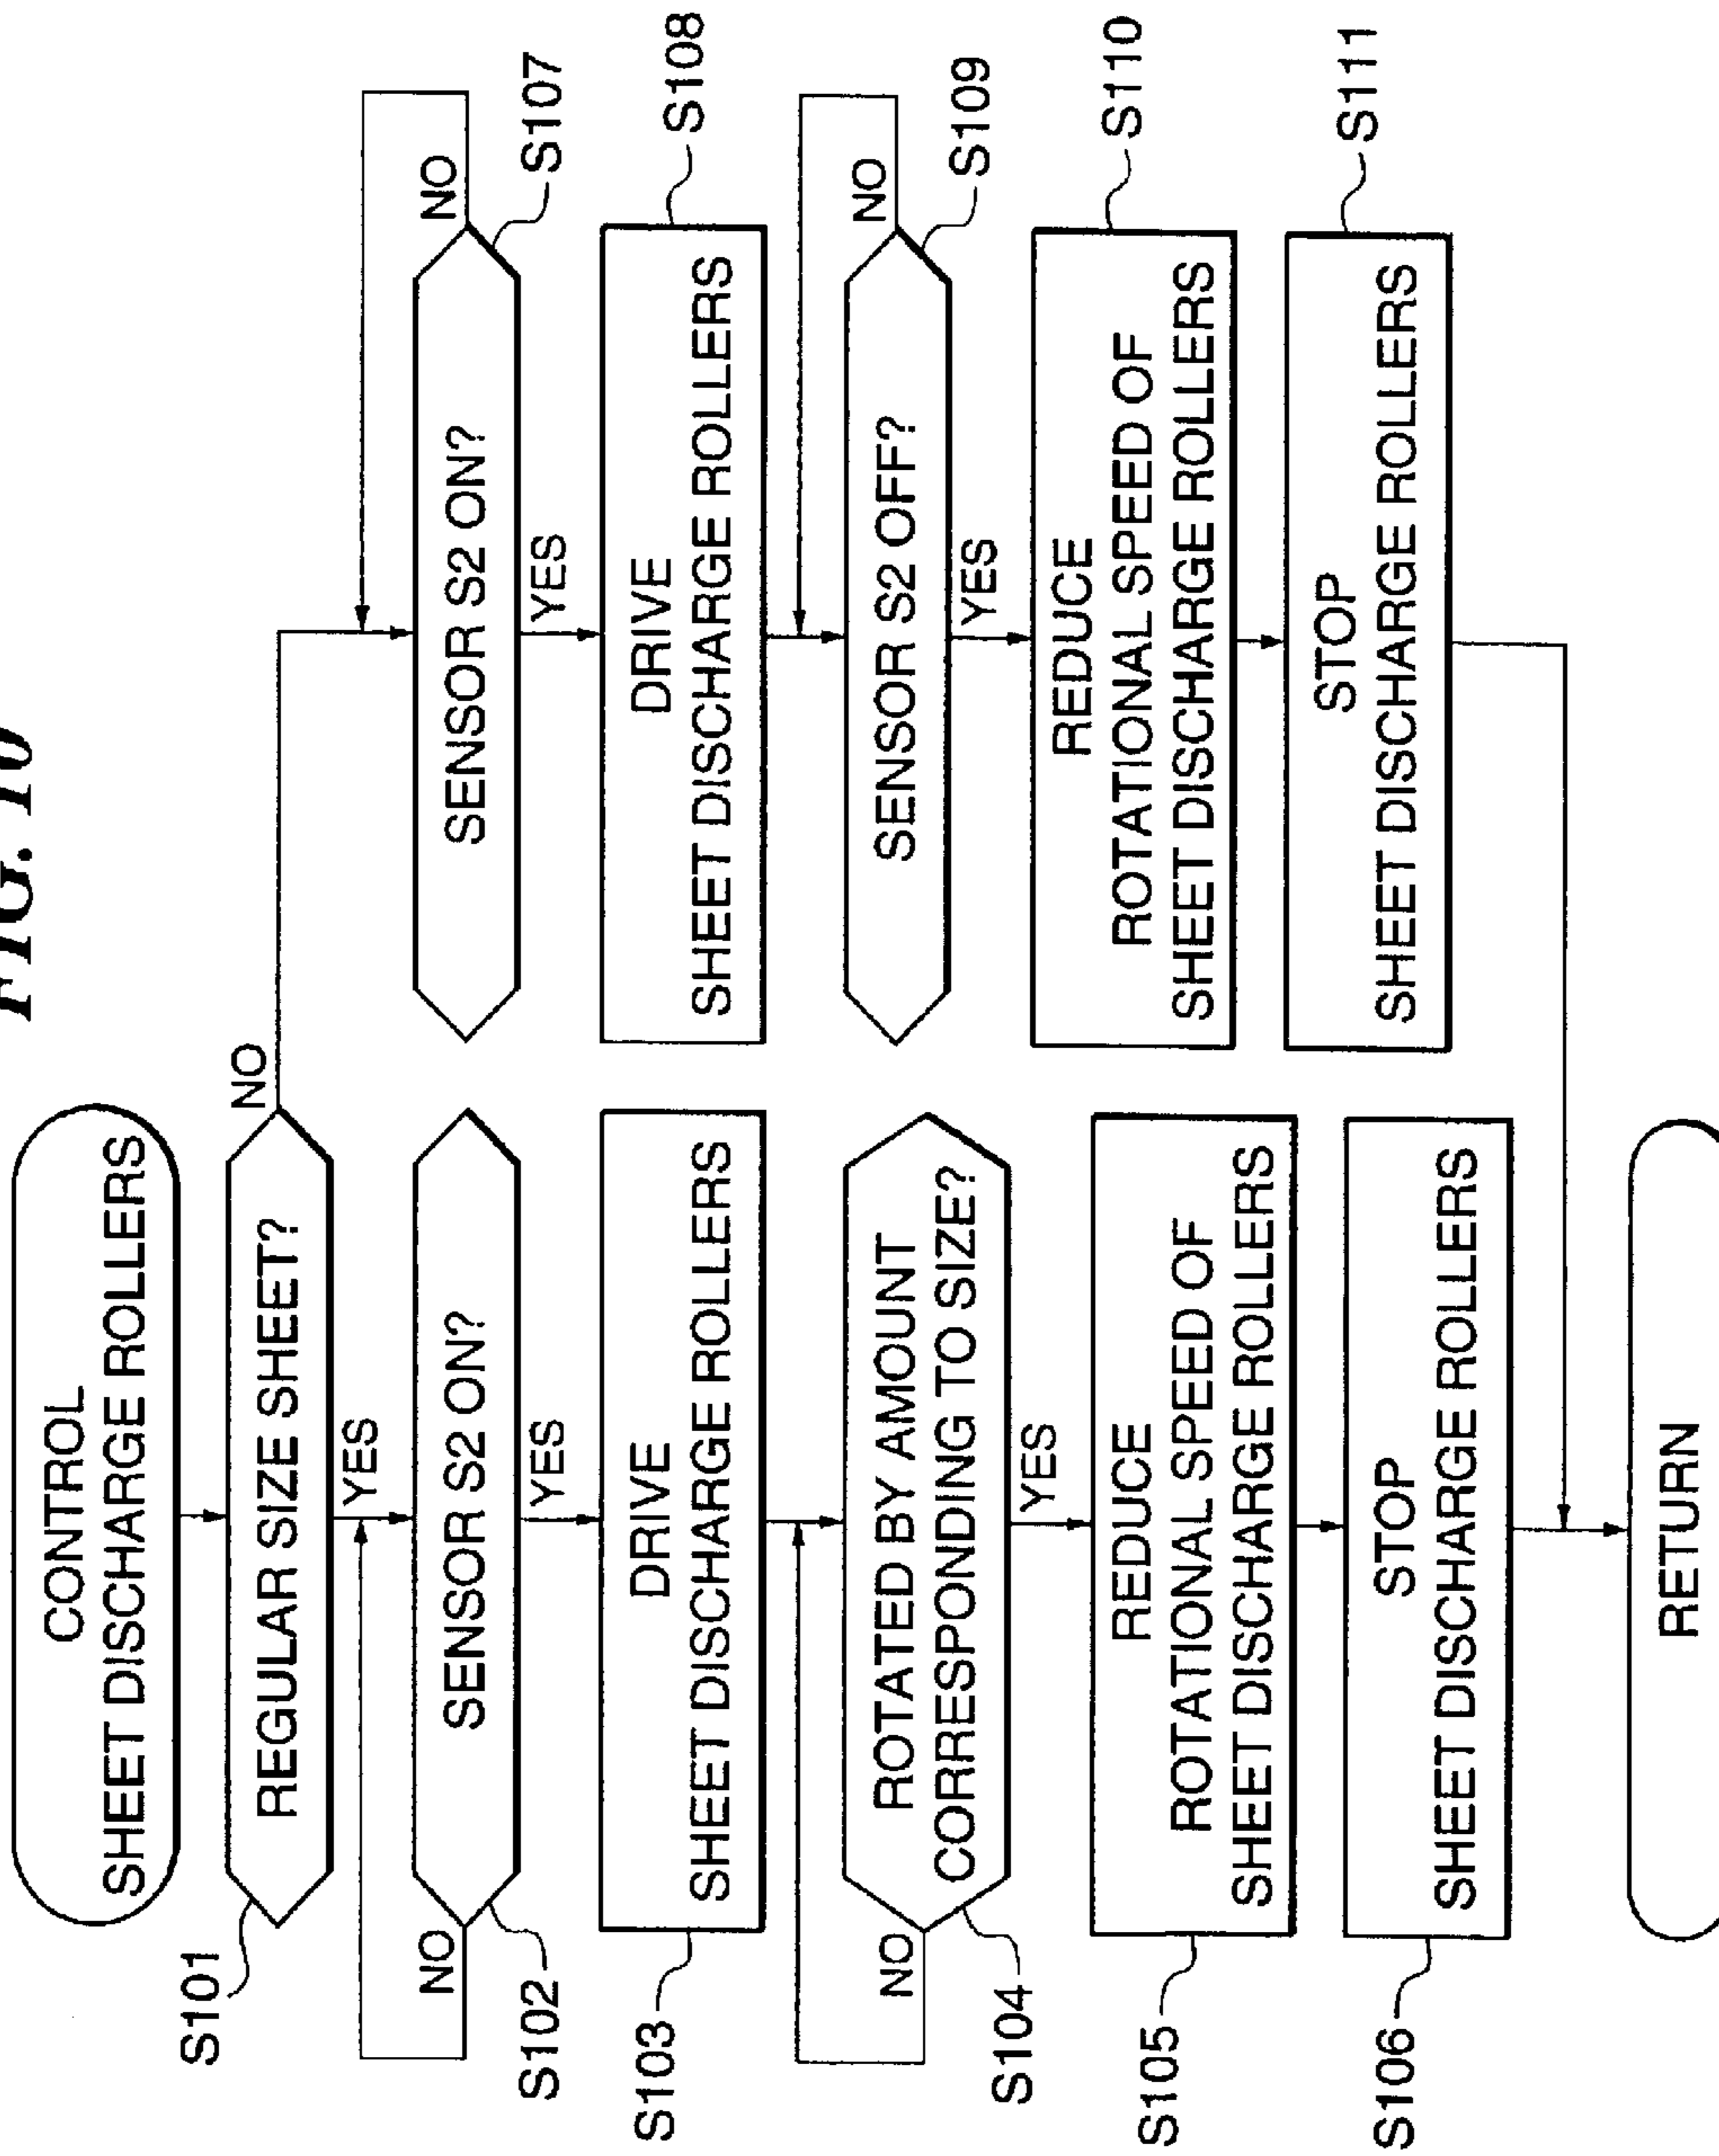 FIG. 10
CONTROL
SHEET DISCHARGE ROLLERS
S101
REGULAR SIZE SHEET?
NO
YES
NO
SENSOR S2 ON?
S102
YES
DRIVE
SHEET DISCHARGE ROLLERS
S103
NO
ROTATED BY AMOUNT
CORRESPONDING TO SIZE?
S104
YES
REDUCE
ROTATIONAL SPEED OF
SHEET DISCHARGE ROLLERS
S105
STOP
SHEET DISCHARGE ROLLERS
S106
RETURN
NO
SENSOR S2 ON?
S107
YES
DRIVE
SHEET DISCHARGE ROLLERS
S108
NO
SENSOR S2 OFF?
S109
YES
REDUCE
ROTATIONAL SPEED OF
SHEET DISCHARGE ROLLERS
S110
STOP
SHEET DISCHARGE ROLLERS
S111